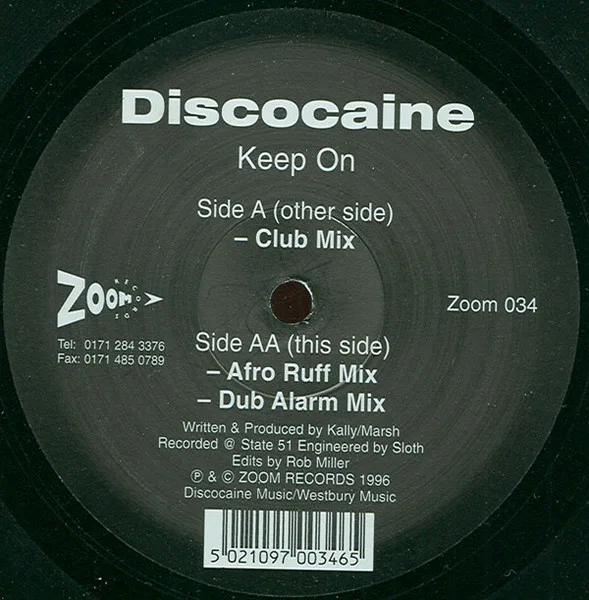 Discocaine
Keep On
Side A (other side)
– Club Mix
ZOOM
RECORDS
Zoom 034
Tel: 0171 284 3376
Fax: 0171 485 0789
Side AA (this side)
– Afro Ruff Mix
– Dub Alarm Mix
Written & Produced by Kally/Marsh
Recorded @ State 51 Engineered by Sloth
Edits by Rob Miller
℗ & © ZOOM RECORDS 1996
Discocaine Music/Westbury Music
5 021097 003465